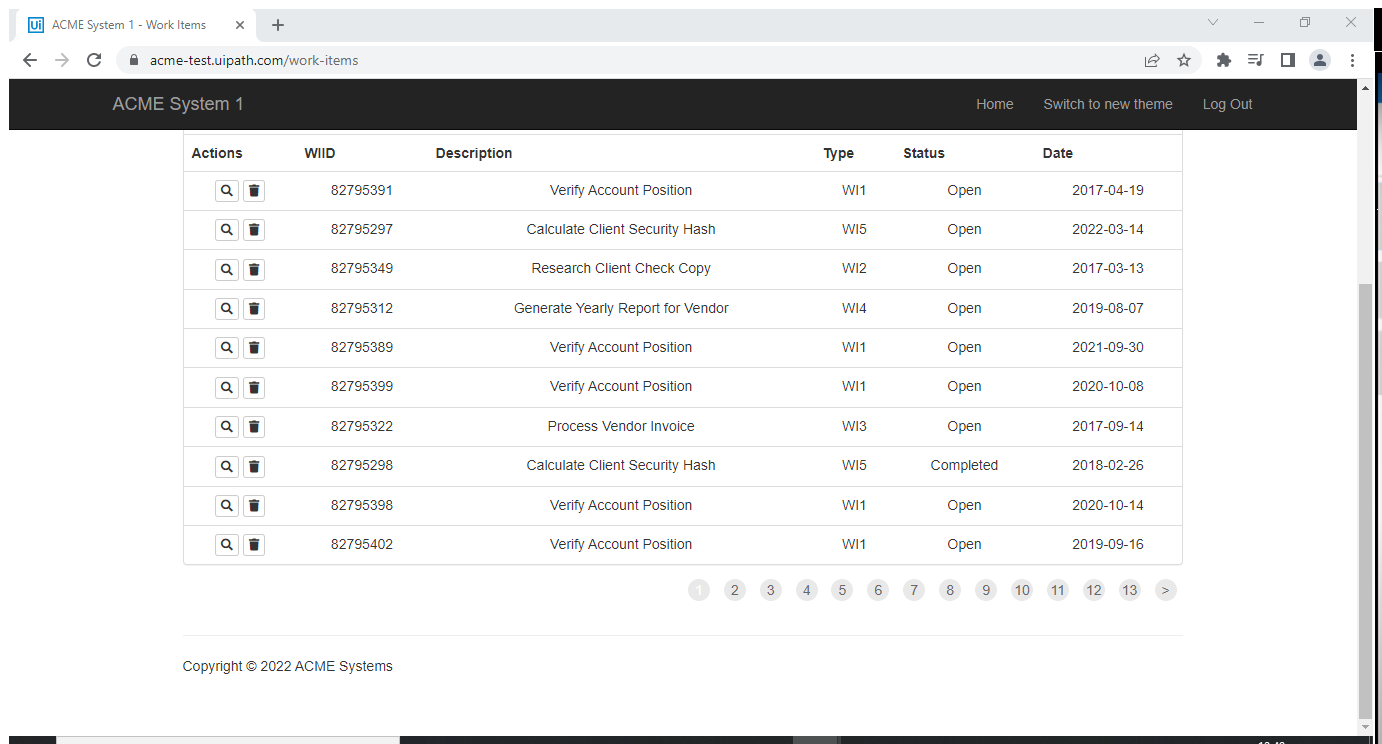 Ui ACME System 1 - Work Items
acme-test.uipath.com/work-items
ACME System 1 Home Switch to new theme Log Out
Actions WIID Description Type Status Date
82795391 Verify Account Position WI1 Open 2017-04-19
82795297 Calculate Client Security Hash WI5 Open 2022-03-14
82795349 Research Client Check Copy WI2 Open 2017-03-13
82795312 Generate Yearly Report for Vendor WI4 Open 2019-08-07
82795389 Verify Account Position WI1 Open 2021-09-30
82795399 Verify Account Position WI1 Open 2020-10-08
82795322 Process Vendor Invoice WI3 Open 2017-09-14
82795298 Calculate Client Security Hash WI5 Completed 2018-02-26
82795398 Verify Account Position WI1 Open 2020-10-14
82795402 Verify Account Position WI1 Open 2019-09-16
1 2 3 4 5 6 7 8 9 10 11 12 13 >
Copyright © 2022 ACME Systems